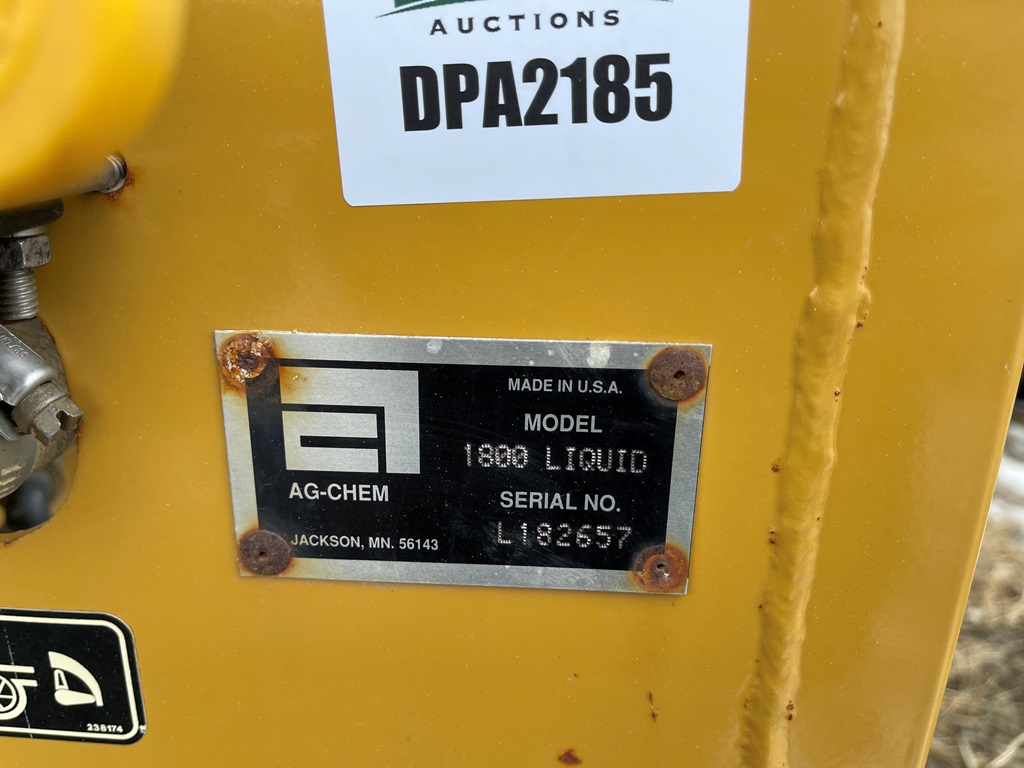 AUCTIONS
DPA2185
MADE IN U.S.A.
MODEL
1800 LIQUID
AG-CHEM
SERIAL NO.
L182657
JACKSON, MN. 56143
238174